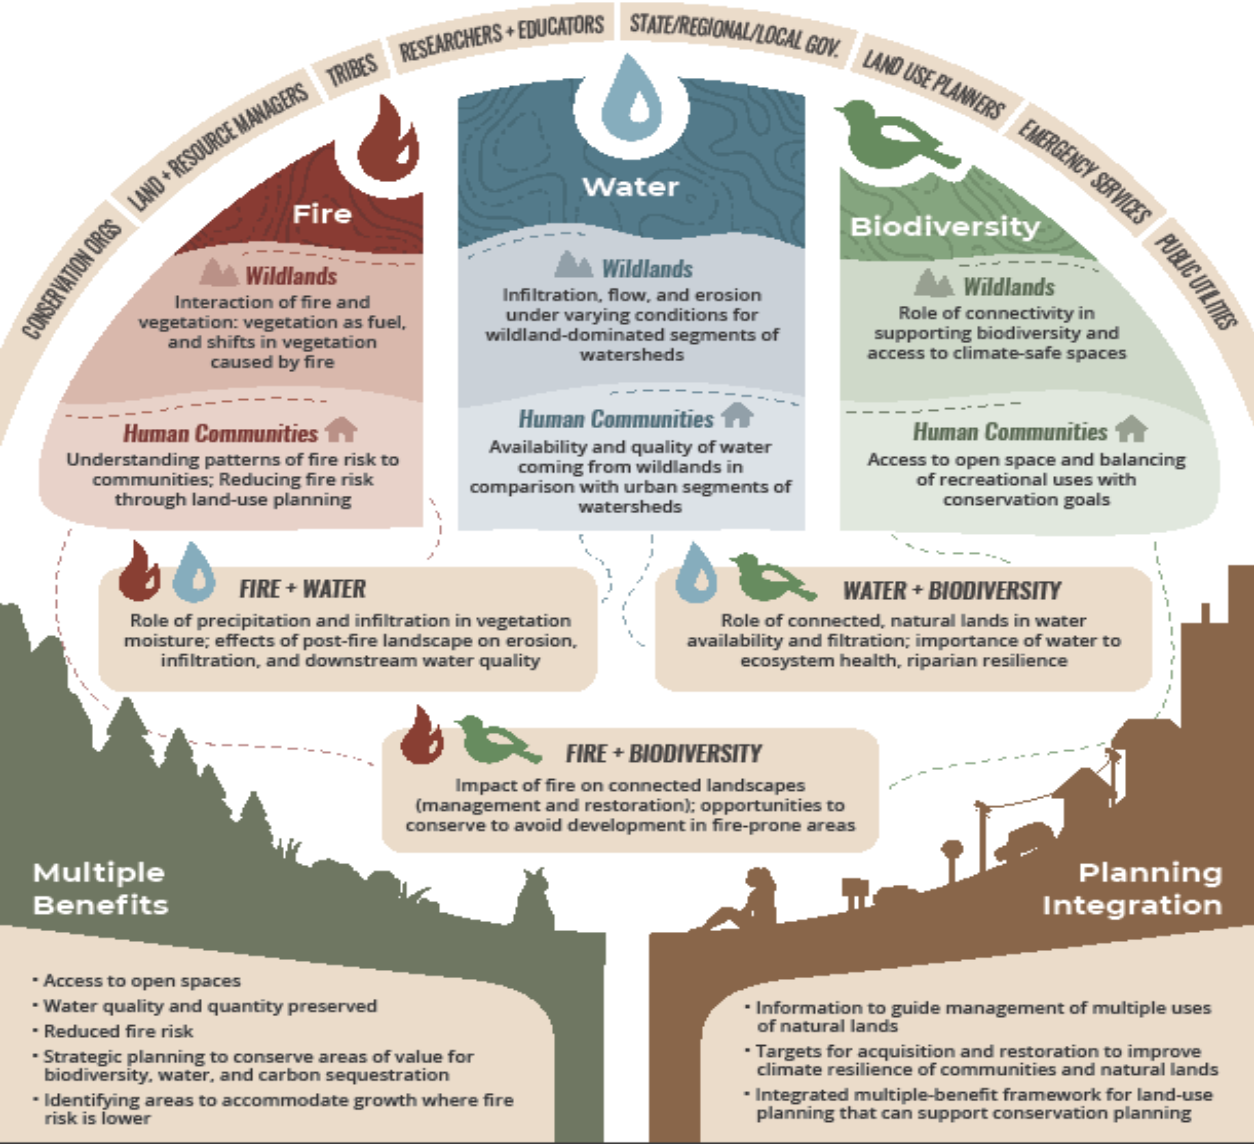 CONSERVATION ORGS
LAND + RESOURCE MANAGERS
TRIBES
RESEARCHERS + EDUCATORS
STATE/REGIONAL/LOCAL GOV.
LAND USE PLANNERS
EMERGENCY SERVICES
PUBLIC UTILITIES
Fire
Wildlands
Interaction of fire and
vegetation: vegetation as fuel,
and shifts in vegetation
caused by fire
Human Communities
Understanding patterns of fire risk to
communities; Reducing fire risk
through land-use planning
Water
Wildlands
Infiltration, flow, and erosion
under varying conditions for
wildland-dominated segments of
watersheds
Human Communities
Availability and quality of water
coming from wildlands in
comparison with urban segments of
watersheds
Biodiversity
Wildlands
Role of connectivity in
supporting biodiversity and
access to climate-safe spaces
Human Communities
Access to open space and balancing
of recreational uses with
conservation goals
FIRE + WATER
Role of precipitation and infiltration in vegetation
moisture; effects of post-fire landscape on erosion,
infiltration, and downstream water quality
WATER + BIODIVERSITY
Role of connected, natural lands in water
availability and filtration; importance of water to
ecosystem health, riparian resilience
FIRE + BIODIVERSITY
Impact of fire on connected landscapes
(management and restoration); opportunities to
conserve to avoid development in fire-prone areas
Multiple
Benefits
• Access to open spaces
• Water quality and quantity preserved
• Reduced fire risk
• Strategic planning to conserve areas of value for
biodiversity, water, and carbon sequestration
• Identifying areas to accommodate growth where fire
risk is lower
Planning
Integration
• Information to guide management of multiple uses
of natural lands
• Targets for acquisition and restoration to improve
climate resilience of communities and natural lands
• Integrated multiple-benefit framework for land-use
planning that can support conservation planning